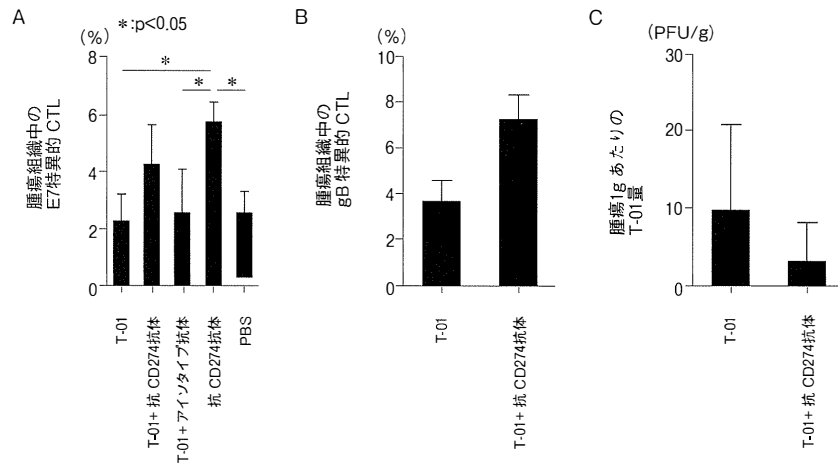 A
*:p<0.05
(%)
腫瘍組織中の
E7特異的 CTL
8
6
4
2
0
*
*
*
T-01
T-01+ 抗 CD274抗体
T-01+ アイソタイプ抗体
抗 CD274抗体
PBS
B
(%)
腫瘍組織中の
gB 特異的 CTL
10
8
6
4
2
0
T-01
T-01+ 抗 CD274抗体
C
(PFU/g)
腫瘍1g あたりの
T-01量
30
20
10
0
T-01
T-01+ 抗 CD274抗体